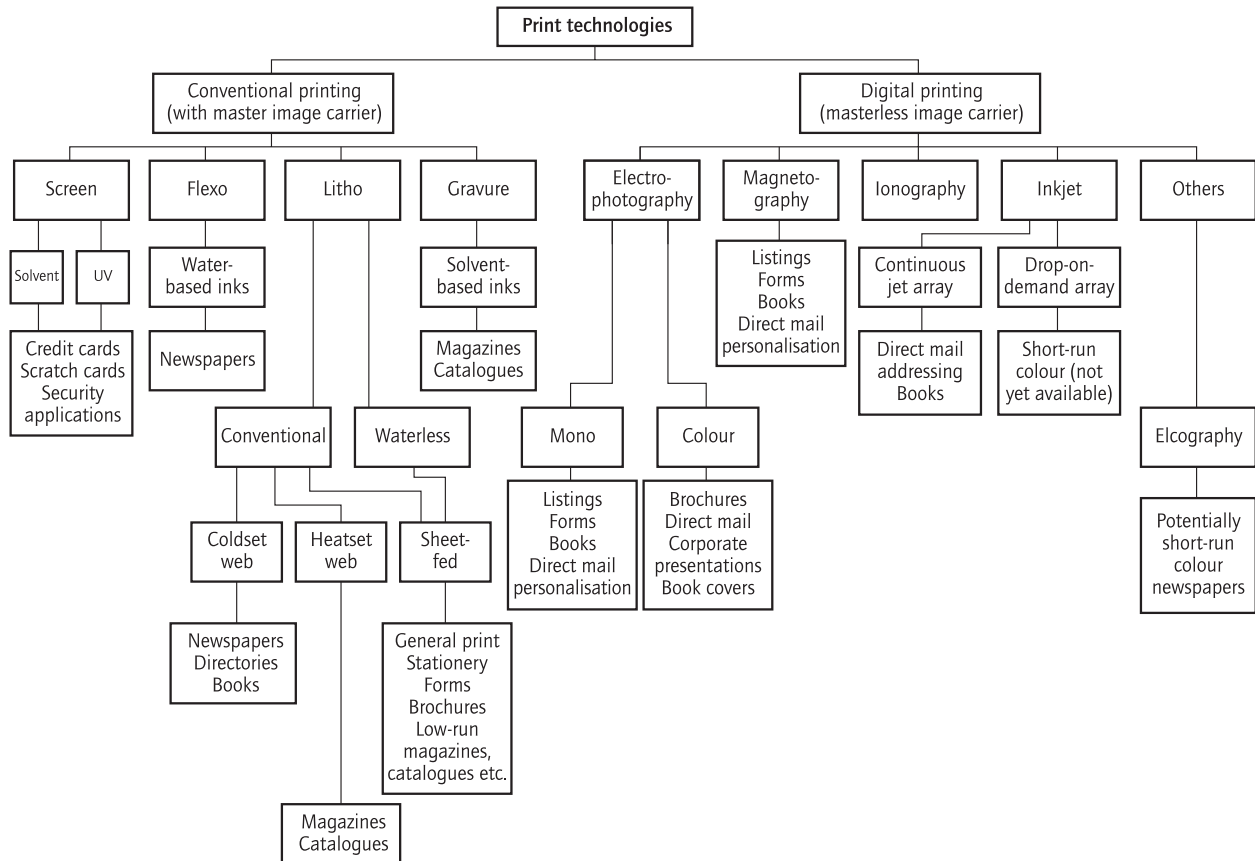 Print technologies
Conventional printing
(with master image carrier)
Digital printing
(masterless image carrier)
Screen
Flexo
Litho
Gravure
Electro-
photography
Magneto-
graphy
Ionography
Inkjet
Others
Solvent
UV
Water-
based inks
Solvent-
based inks
Listings
Forms
Books
Direct mail
personalisation
Continuous
jet array
Drop-on-
demand array
Credit cards
Scratch cards
Security
applications
Newspapers
Magazines
Catalogues
Direct mail
addressing
Books
Short-run
colour (not
yet available)
Conventional
Waterless
Mono
Colour
Elcography
Coldset
web
Heatset
web
Sheet-
fed
Listings
Forms
Books
Direct mail
personalisation
Brochures
Direct mail
Corporate
presentations
Book covers
Potentially
short-run
colour
newspapers
Newspapers
Directories
Books
General print
Stationery
Forms
Brochures
Low-run
magazines,
catalogues etc.
Magazines
Catalogues